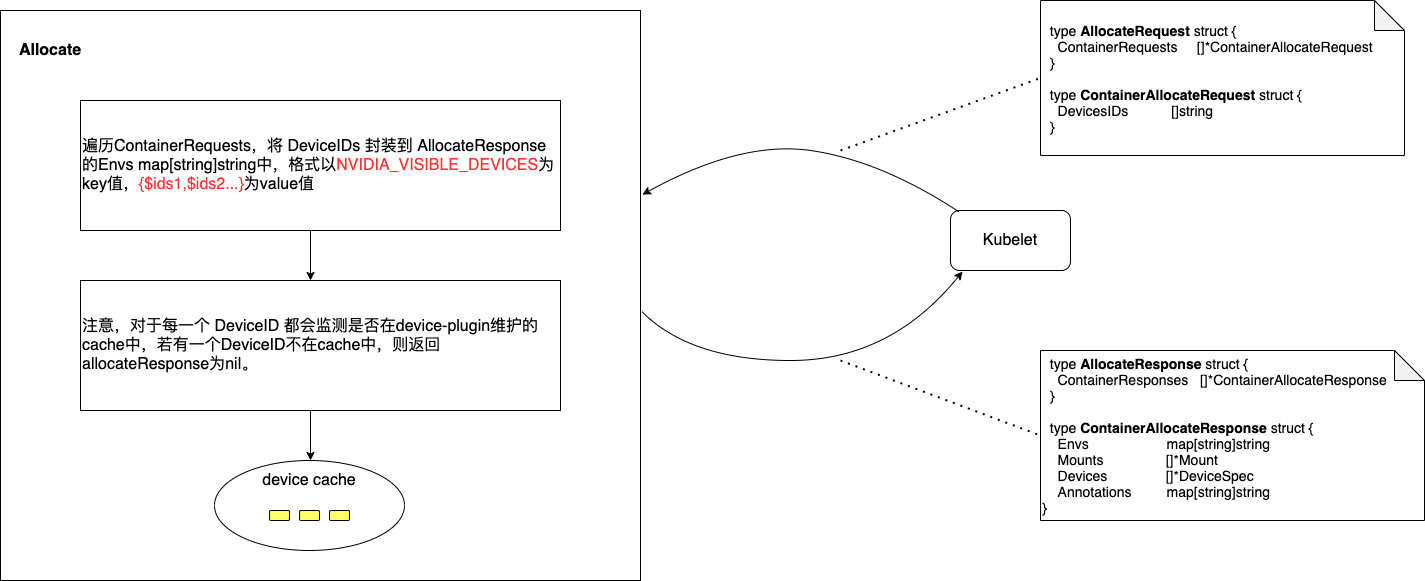 Allocate
遍历ContainerRequests，将 DeviceIDs 封装到 AllocateResponse
的Envs map[string]string中，格式以NVIDIA_VISIBLE_DEVICES为
key值，{$ids1,$ids2...}为value值
注意，对于每一个 DeviceID 都会监测是否在device-plugin维护的
cache中，若有一个DeviceID不在cache中，则返回
allocateResponse为nil。
device cache
Kubelet
type AllocateRequest struct {
ContainerRequests []*ContainerAllocateRequest
}
type ContainerAllocateRequest struct {
DevicesIDs []string
}
type AllocateResponse struct {
ContainerResponses []*ContainerAllocateResponse
}
type ContainerAllocateResponse struct {
Envs map[string]string
Mounts []*Mount
Devices []*DeviceSpec
Annotations map[string]string
}